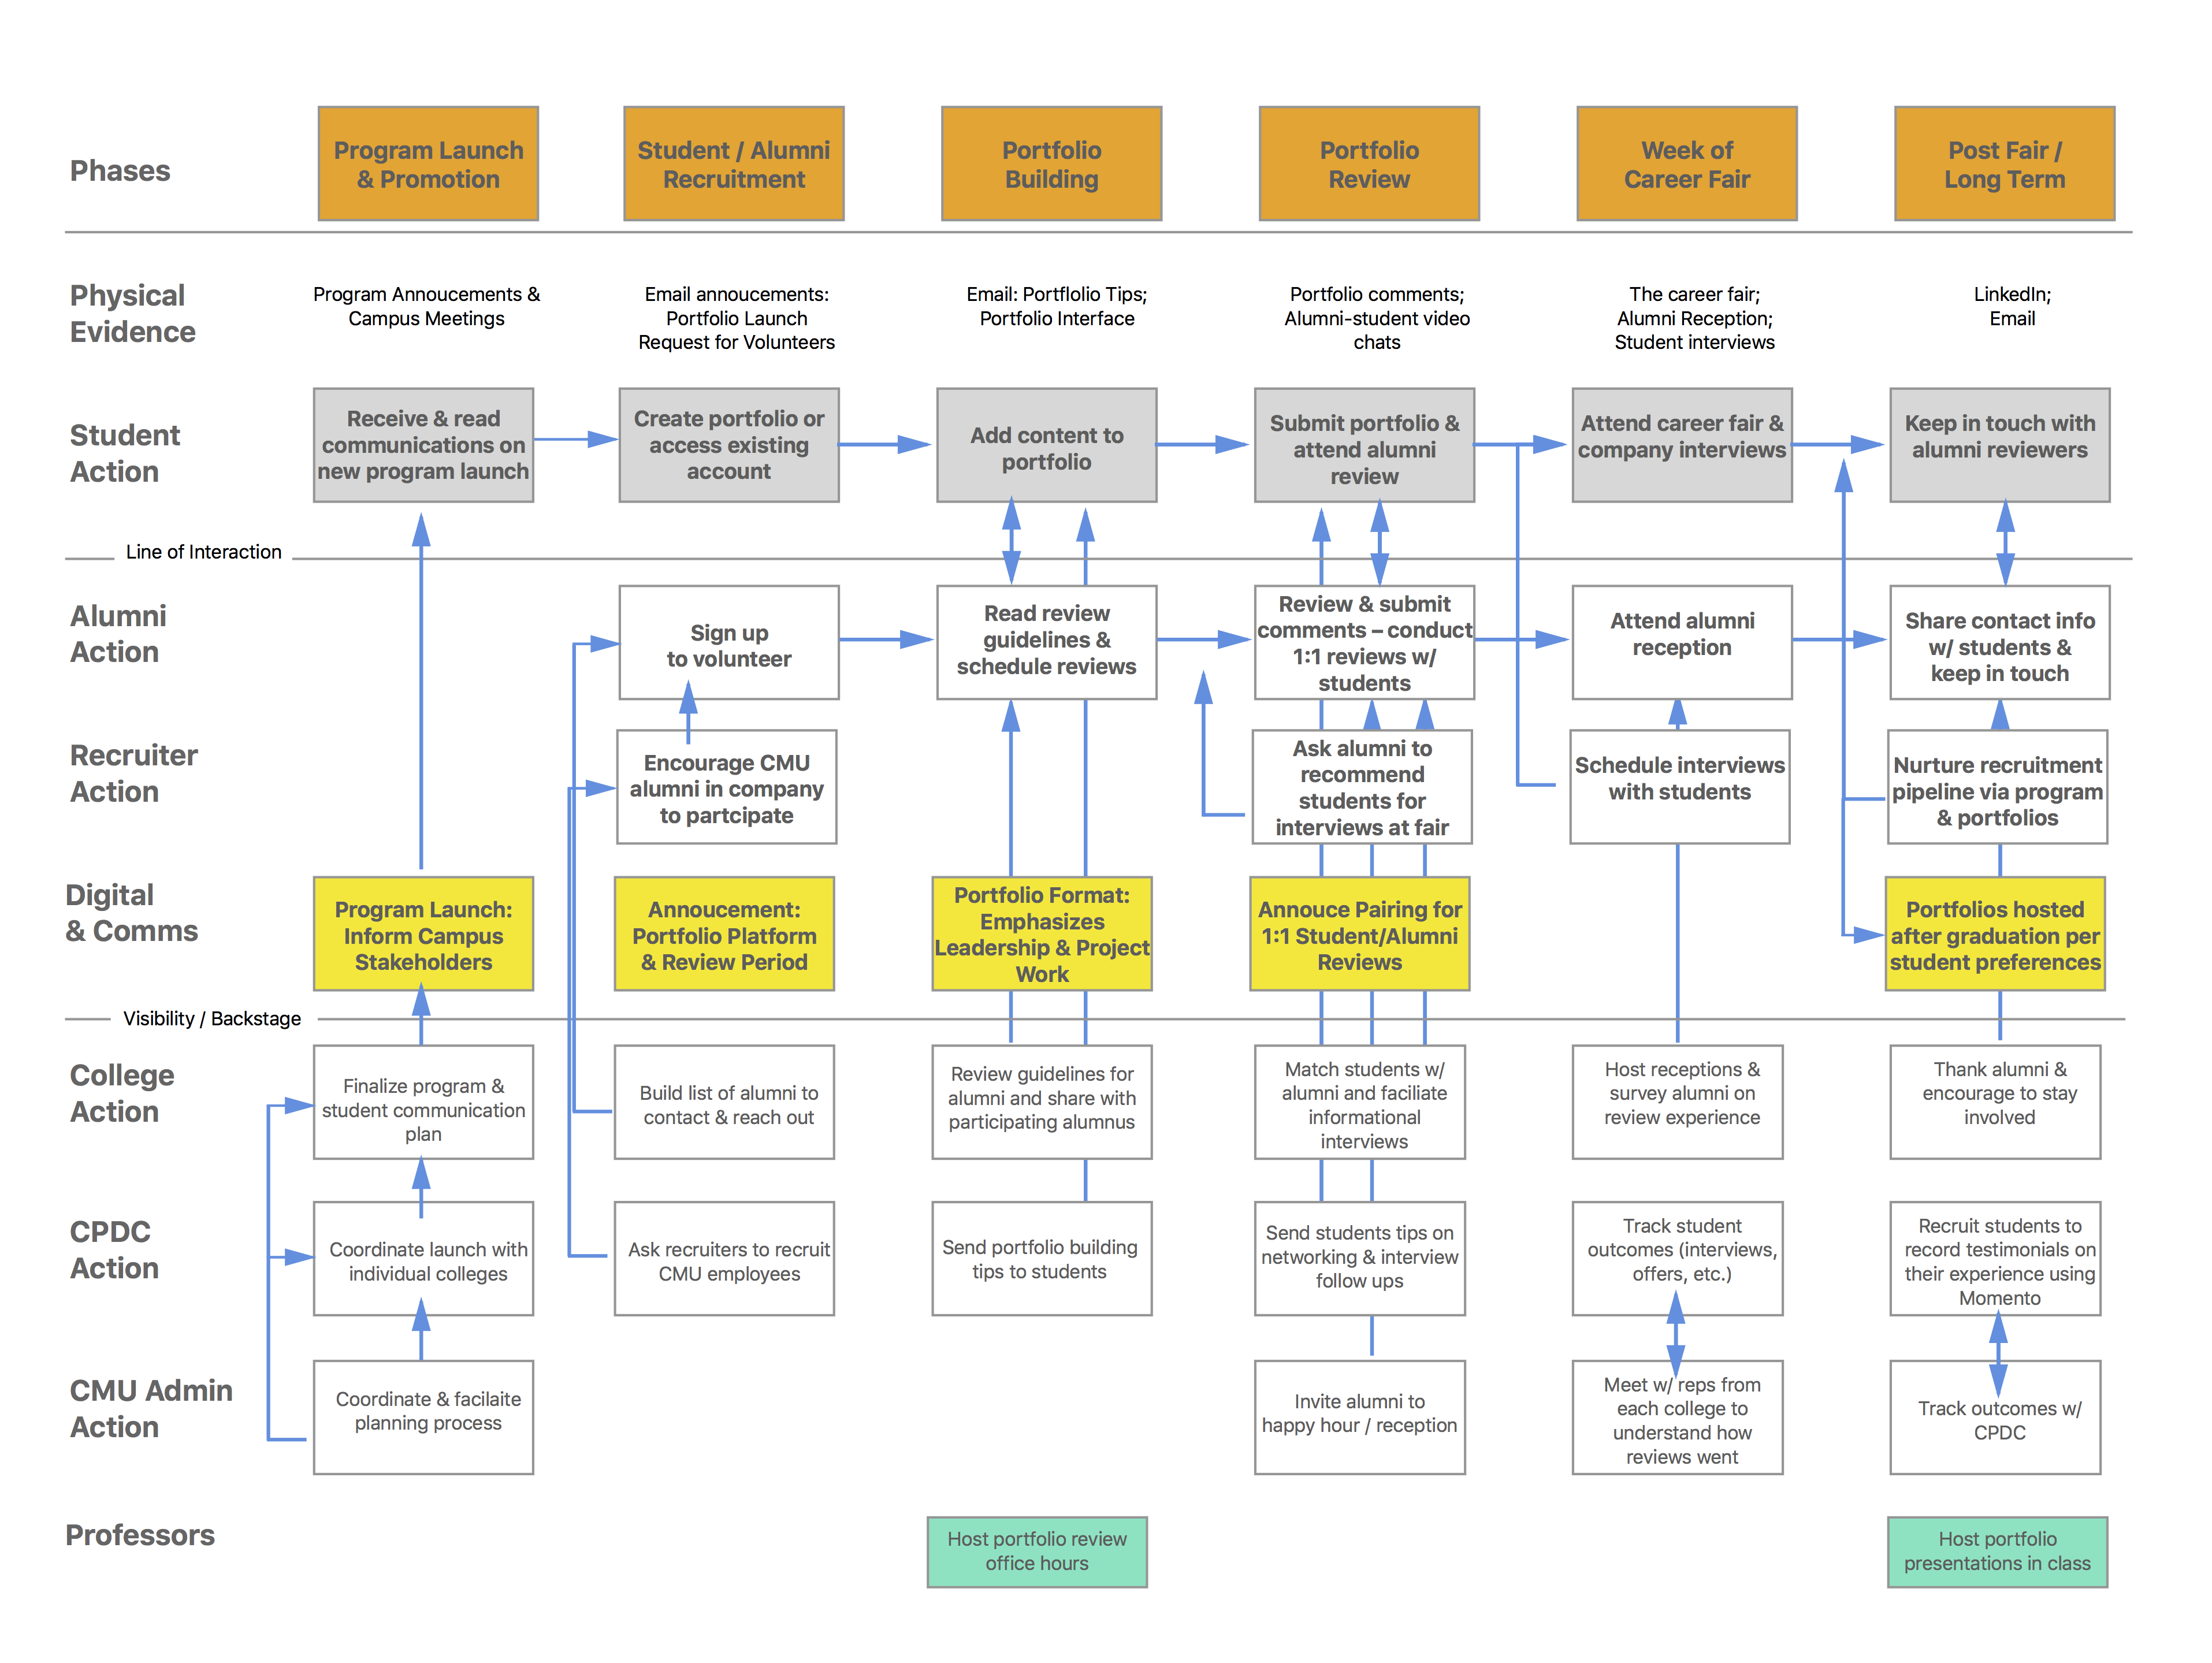 Phases
Program Launch
& Promotion
Student / Alumni
Recruitment
Portfolio
Building
Portfolio
Review
Week of
Career Fair
Post Fair /
Long Term
Physical
Evidence
Program Annoucements &
Campus Meetings
Email annoucements:
Portfolio Launch
Request for Volunteers
Email: Portflolio Tips;
Portfolio Interface
Portfolio comments;
Alumni-student video
chats
The career fair;
Alumni Reception;
Student interviews
LinkedIn;
Email
Student
Action
Receive & read
communications on
new program launch
Create portfolio or
access existing
account
Add content to
portfolio
Submit portfolio &
attend alumni
review
Attend career fair &
company interviews
Keep in touch with
alumni reviewers
Line of Interaction
Alumni
Action
Sign up
to volunteer
Read review
guidelines &
schedule reviews
Review & submit
comments – conduct
1:1 reviews w/
students
Attend alumni
reception
Share contact info
w/ students &
keep in touch
Recruiter
Action
Encourage CMU
alumni in company
to partcipate
Ask alumni to
recommend
students for
interviews at fair
Schedule interviews
with students
Nurture recruitment
pipeline via program
& portfolios
Digital
& Comms
Program Launch:
Inform Campus
Stakeholders
Annoucement:
Portfolio Platform
& Review Period
Portfolio Format:
Emphasizes
Leadership & Project
Work
Annouce Pairing for
1:1 Student/Alumni
Reviews
Portfolios hosted
after graduation per
student preferences
Visibility / Backstage
College
Action
Finalize program &
student communication
plan
Build list of alumni to
contact & reach out
Review guidelines for
alumni and share with
participating alumnus
Match students w/
alumni and faciliate
informational
interviews
Host receptions &
survey alumni on
review experience
Thank alumni &
encourage to stay
involved
CPDC
Action
Coordinate launch with
individual colleges
Ask recruiters to recruit
CMU employees
Send portfolio building
tips to students
Send students tips on
networking & interview
follow ups
Track student
outcomes (interviews,
offers, etc.)
Recruit students to
record testimonials on
their experience using
Momento
CMU Admin
Action
Coordinate & facilaite
planning process
Invite alumni to
happy hour / reception
Meet w/ reps from
each college to
understand how
reviews went
Track outcomes w/
CPDC
Professors
Host portfolio review
office hours
Host portfolio
presentations in class